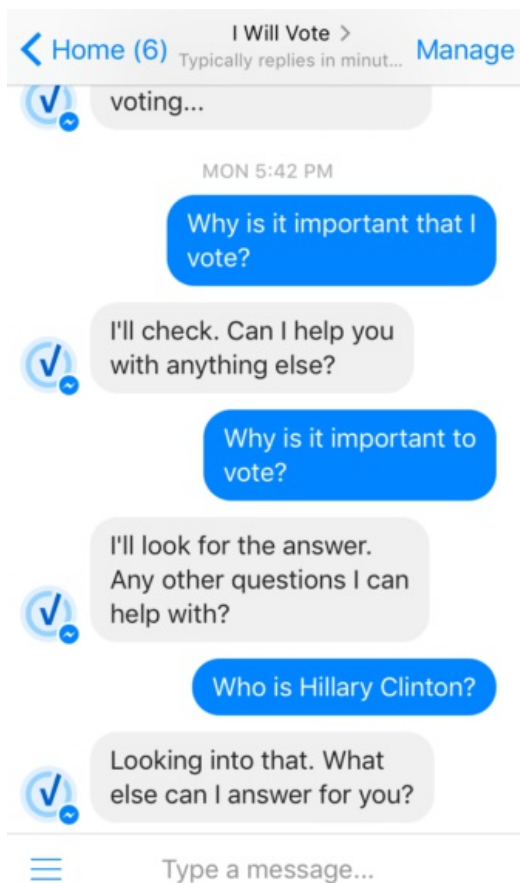 I Will Vote >
Home (6)
Typically replies in minut...
Manage
voting...
MON 5:42 PM
Why is it important that I
vote?
I'll check. Can I help you
with anything else?
Why is it important to
vote?
I'll look for the answer.
Any other questions I can
help with?
Who is Hillary Clinton?
Looking into that. What
else can I answer for you?
Type a message...